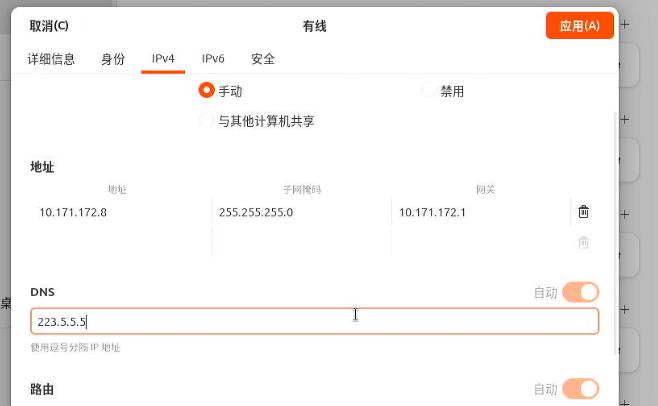 取消(C) 有线 应用(A)
详细信息 身份 IPv4 IPv6 安全
手动 禁用
与其他计算机共享
地址
地址 子网掩码 网关
10.171.172.8 255.255.255.0 10.171.172.1
桌
DNS 自动
223.5.5.5
使用逗号分隔 IP 地址
路由 自动